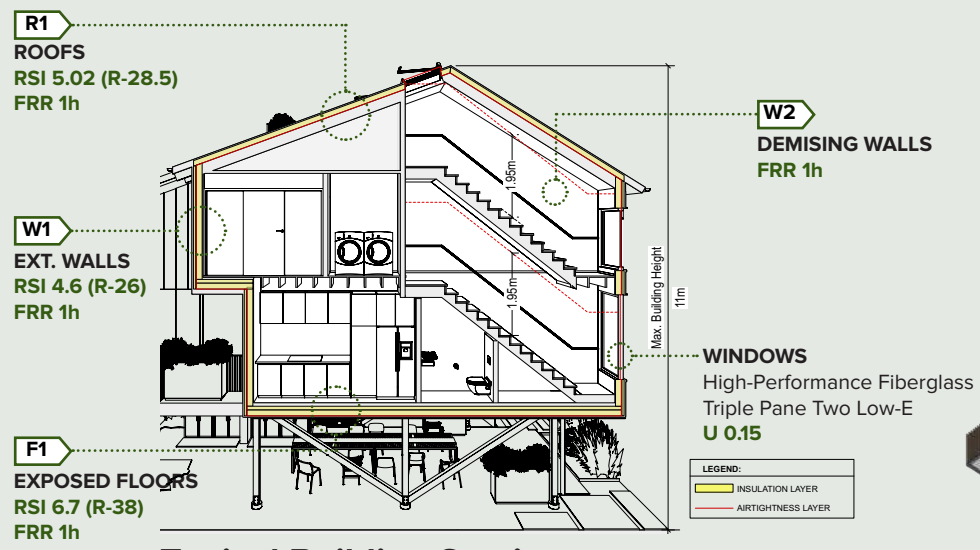 R1
ROOFS
RSI 5.02 (R-28.5)
FRR 1h
W2
DEMISING WALLS
FRR 1h
1.95m
W1
EXT. WALLS
RSI 4.6 (R-26)
FRR 1h
1.95m
Max. Building Height
11m
WINDOWS
High-Performance Fiberglass
Triple Pane Two Low-E
U 0.15
F1
EXPOSED FLOORS
RSI 6.7 (R-38)
FRR 1h
LEGEND:
INSULATION LAYER
AIRTIGHTNESS LAYER